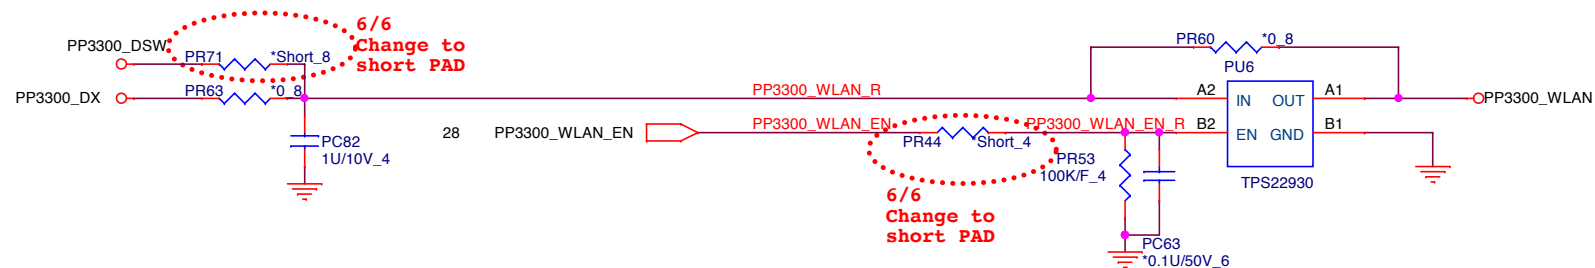 6/6
Change to
short PAD
PP3300_DSW
PR71
*Short_8
PP3300_DX
PR63
*0_8
PC82
1U/10V_4
28
PP3300_WLAN_EN
PP3300_WLAN_R
PP3300_WLAN_EN
PR44
*Short_4
PP3300_WLAN_EN_R
6/6
Change to
short PAD
PR53
100K/F_4
PC63
*0.1U/50V_6
PR60
*0_8
PU6
A2
IN
OUT
A1
B2
EN
GND
B1
TPS22930
PP3300_WLAN